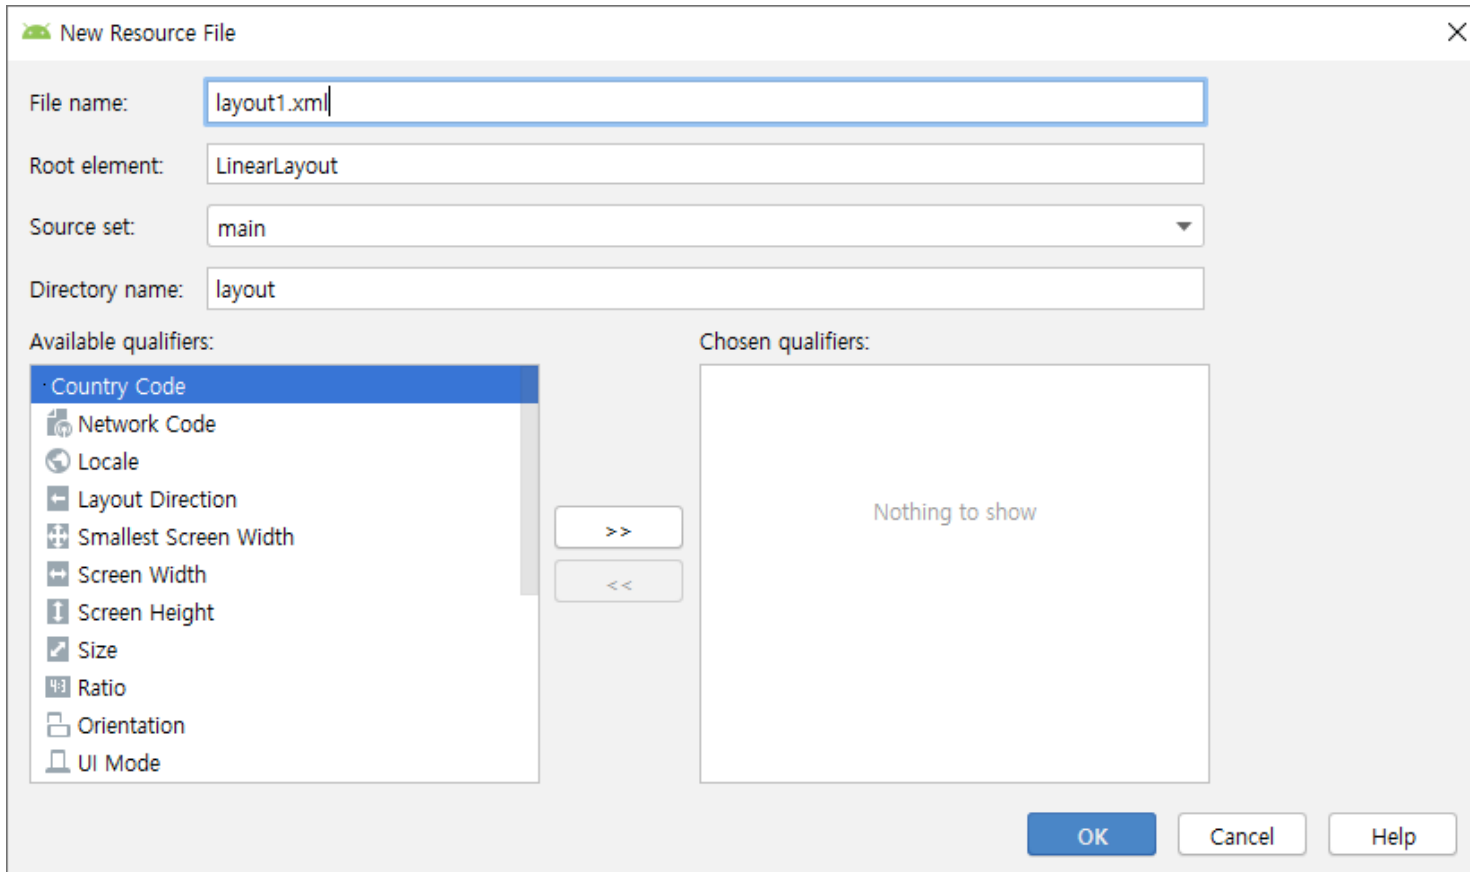 New Resource File
File name: layout1.xml
Root element: LinearLayout
Source set: main
Directory name: layout
Available qualifiers:
Chosen qualifiers:
Country Code
Network Code
Locale
Layout Direction
Smallest Screen Width
Screen Width
Screen Height
Size
4:3 Ratio
Orientation
UI Mode
>>
<<
Nothing to show
OK
Cancel
Help